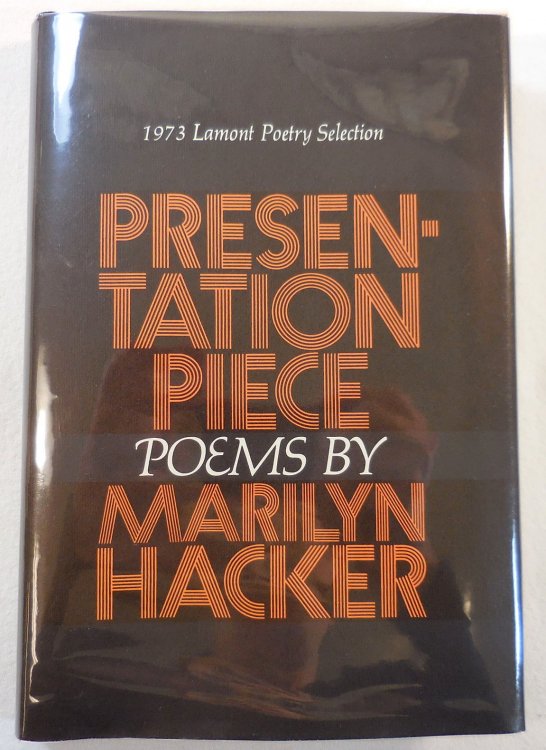 1973 Lamont Poetry Selection
PRESEN-
TATION
PIECE
POEMS BY
MARILYN
HACKER